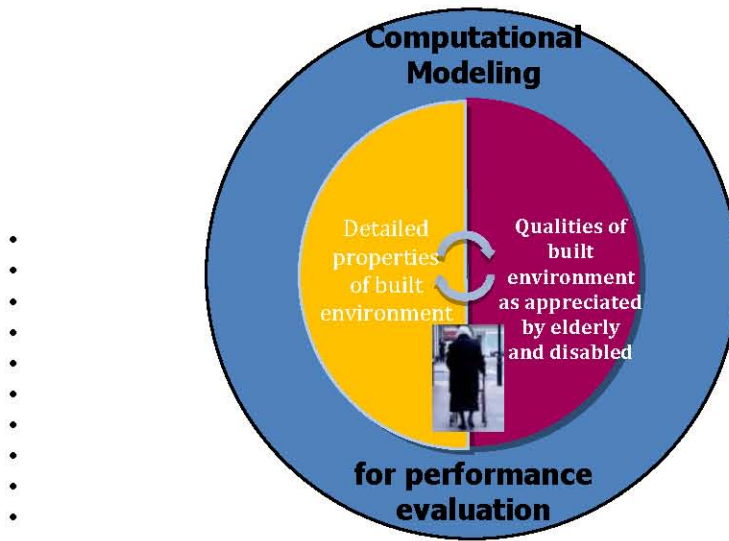 Computational
Modeling
Detailed
properties
of built
environment
Qualities of
built
environment
as appreciated
by elderly
and disabled
for performance
evaluation